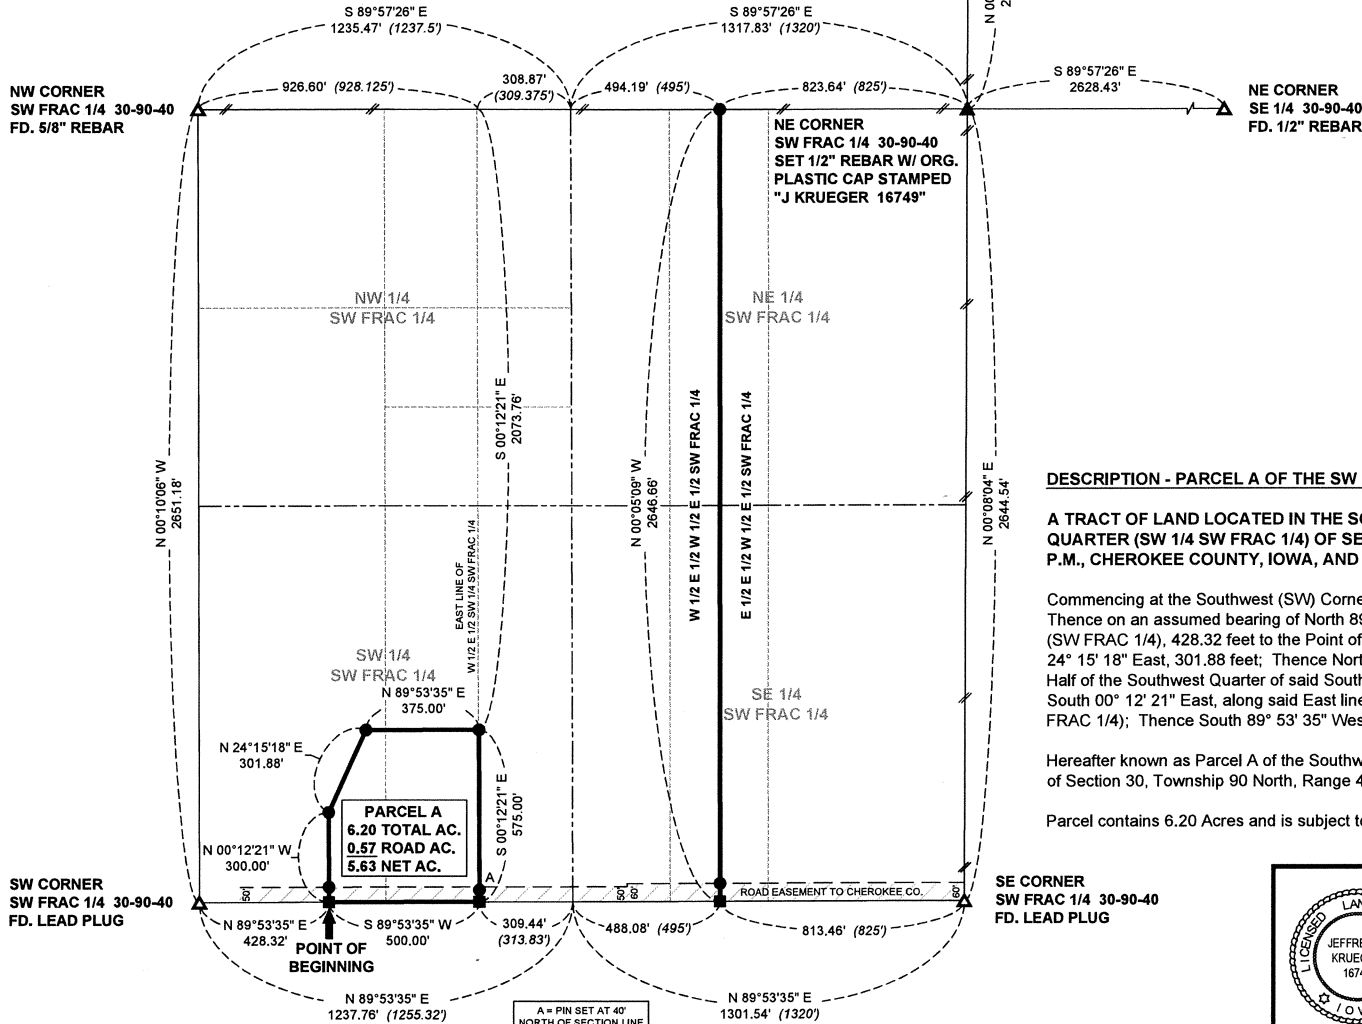 S 89°57'26" E
1235.47' (1237.5')
S 89°57'26" E
1317.83' (1320')
N 00
2
926.60' (928.125')
308.87'
(309.375')
494.19' (495')
823.64' (825')
S 89°57'26" E
2628.43'
NW CORNER
SW FRAC 1/4 30-90-40
FD. 5/8" REBAR
NE CORNER
SE 1/4 30-90-40
FD. 1/2" REBAR
NE CORNER
SW FRAC 1/4 30-90-40
SET 1/2" REBAR W/ ORG.
PLASTIC CAP STAMPED
"J KRUEGER 16749"
NW 1/4
SW FRAC 1/4
NE 1/4
SW FRAC 1/4
S 00°12'21" E
2073.76'
N 00°10'06" W
2651.18'
N 00°05'09" W
2646.66'
W 1/2 E 1/2 W 1/2 E 1/2 SW FRAC 1/4
E 1/2 E 1/2 W 1/2 E 1/2 SW FRAC 1/4
N 00°08'04" E
2644.54'
EAST LINE OF
W 1/2 E 1/2 SW 1/4 SW FRAC 1/4
SW 1/4
SW FRAC 1/4
SE 1/4
SW FRAC 1/4
N 89°53'35" E
375.00'
N 24°15'18" E
301.88'
N 00°12'21" W
300.00'
S 00°12'21" E
575.00'
PARCEL A
6.20 TOTAL AC.
0.57 ROAD AC.
5.63 NET AC.
A
50'
50'
60'
ROAD EASEMENT TO CHEROKEE CO.
60'
SW CORNER
SW FRAC 1/4 30-90-40
FD. LEAD PLUG
SE CORNER
SW FRAC 1/4 30-90-40
FD. LEAD PLUG
N 89°53'35" E
428.32'
S 89°53'35" W
500.00'
309.44'
(313.83')
488.08' (495')
813.46' (825')
POINT OF
BEGINNING
N 89°53'35" E
1237.76' (1255.32')
N 89°53'35" E
1301.54' (1320')
A = PIN SET AT 40'
NORTH OF SECTION LINE
DESCRIPTION - PARCEL A OF THE SW
A TRACT OF LAND LOCATED IN THE SO
QUARTER (SW 1/4 SW FRAC 1/4) OF SE
P.M., CHEROKEE COUNTY, IOWA, AND
Commencing at the Southwest (SW) Corne
Thence on an assumed bearing of North 89
(SW FRAC 1/4), 428.32 feet to the Point of
24° 15' 18" East, 301.88 feet; Thence Nort
Half of the Southwest Quarter of said South
South 00° 12' 21" East, along said East line
FRAC 1/4); Thence South 89° 53' 35" Wes
Hereafter known as Parcel A of the Southw
of Section 30, Township 90 North, Range 4
Parcel contains 6.20 Acres and is subject to
LICENSED
LAN
JEFFRE
KRUEG
1674
IOW